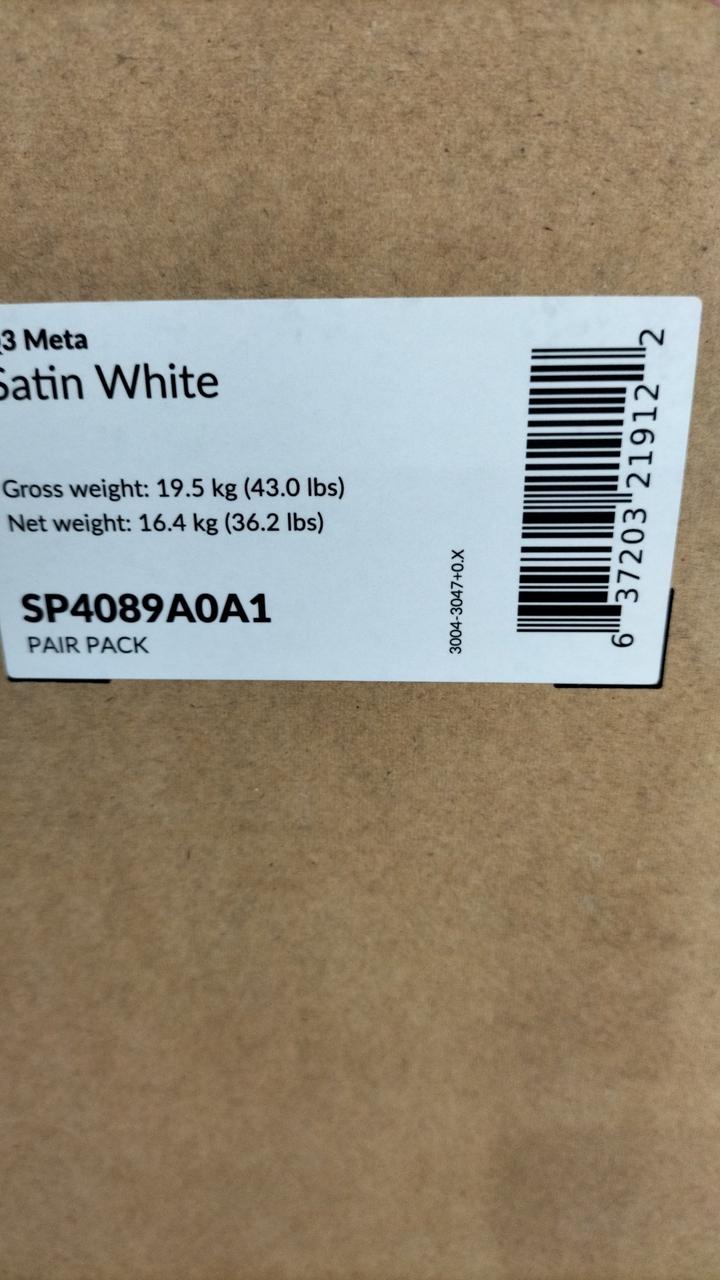 3 Meta
Satin White
Gross weight: 19.5 kg (43.0 lbs)
Net weight: 16.4 kg (36.2 lbs)
SP4089A0A1
PAIR PACK
3004-3047+0.X
6 37203 21912 2